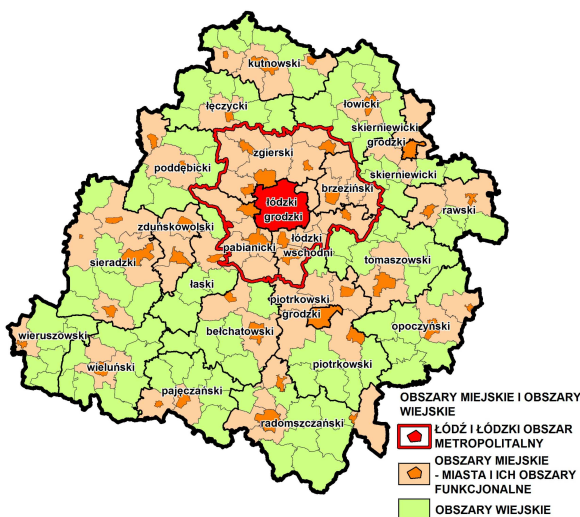 kutnowski
łęczycki
łowicki
skierniewicki
grodzki
zgierski
poddębicki
skierniewicki
brzeziński
rawski
łódzki
grodzki
zduńskowolski
łódzki
wschodni
pabianicki
sieradzki
tomaszowski
łaski
piotrkowski
grodzki
bełchatowski
opoczyński
wieruszowski
piotrkowski
wieluński
pajęczański
radomszczański
OBSZARY MIEJSKIE I OBSZARY
WIEJSKIE
ŁÓDŹ I ŁÓDZKI OBSZAR
METROPOLITALNY
OBSZARY MIEJSKIE
- MIASTA I ICH OBSZARY
FUNKCJONALNE
OBSZARY WIEJSKIE